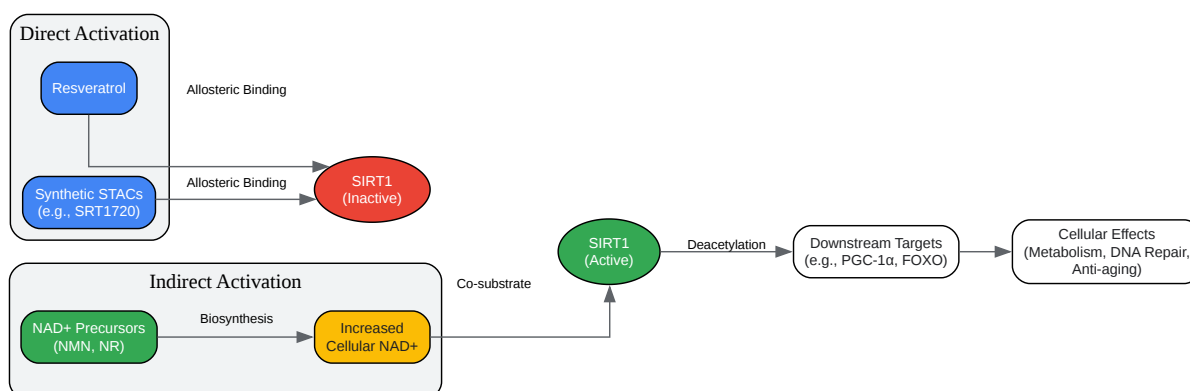 Direct Activation
Resveratrol
Allosteric Binding
Synthetic STACs
(e.g., SRT1720)
Allosteric Binding
SIRT1
(Inactive)
SIRT1
(Active)
Deacetylation
Downstream Targets
(e.g., PGC-1α, FOXO)
Cellular Effects
(Metabolism, DNA Repair,
Anti-aging)
Indirect Activation
Co-substrate
NAD+ Precursors
(NMN, NR)
Biosynthesis
Increased
Cellular NAD+